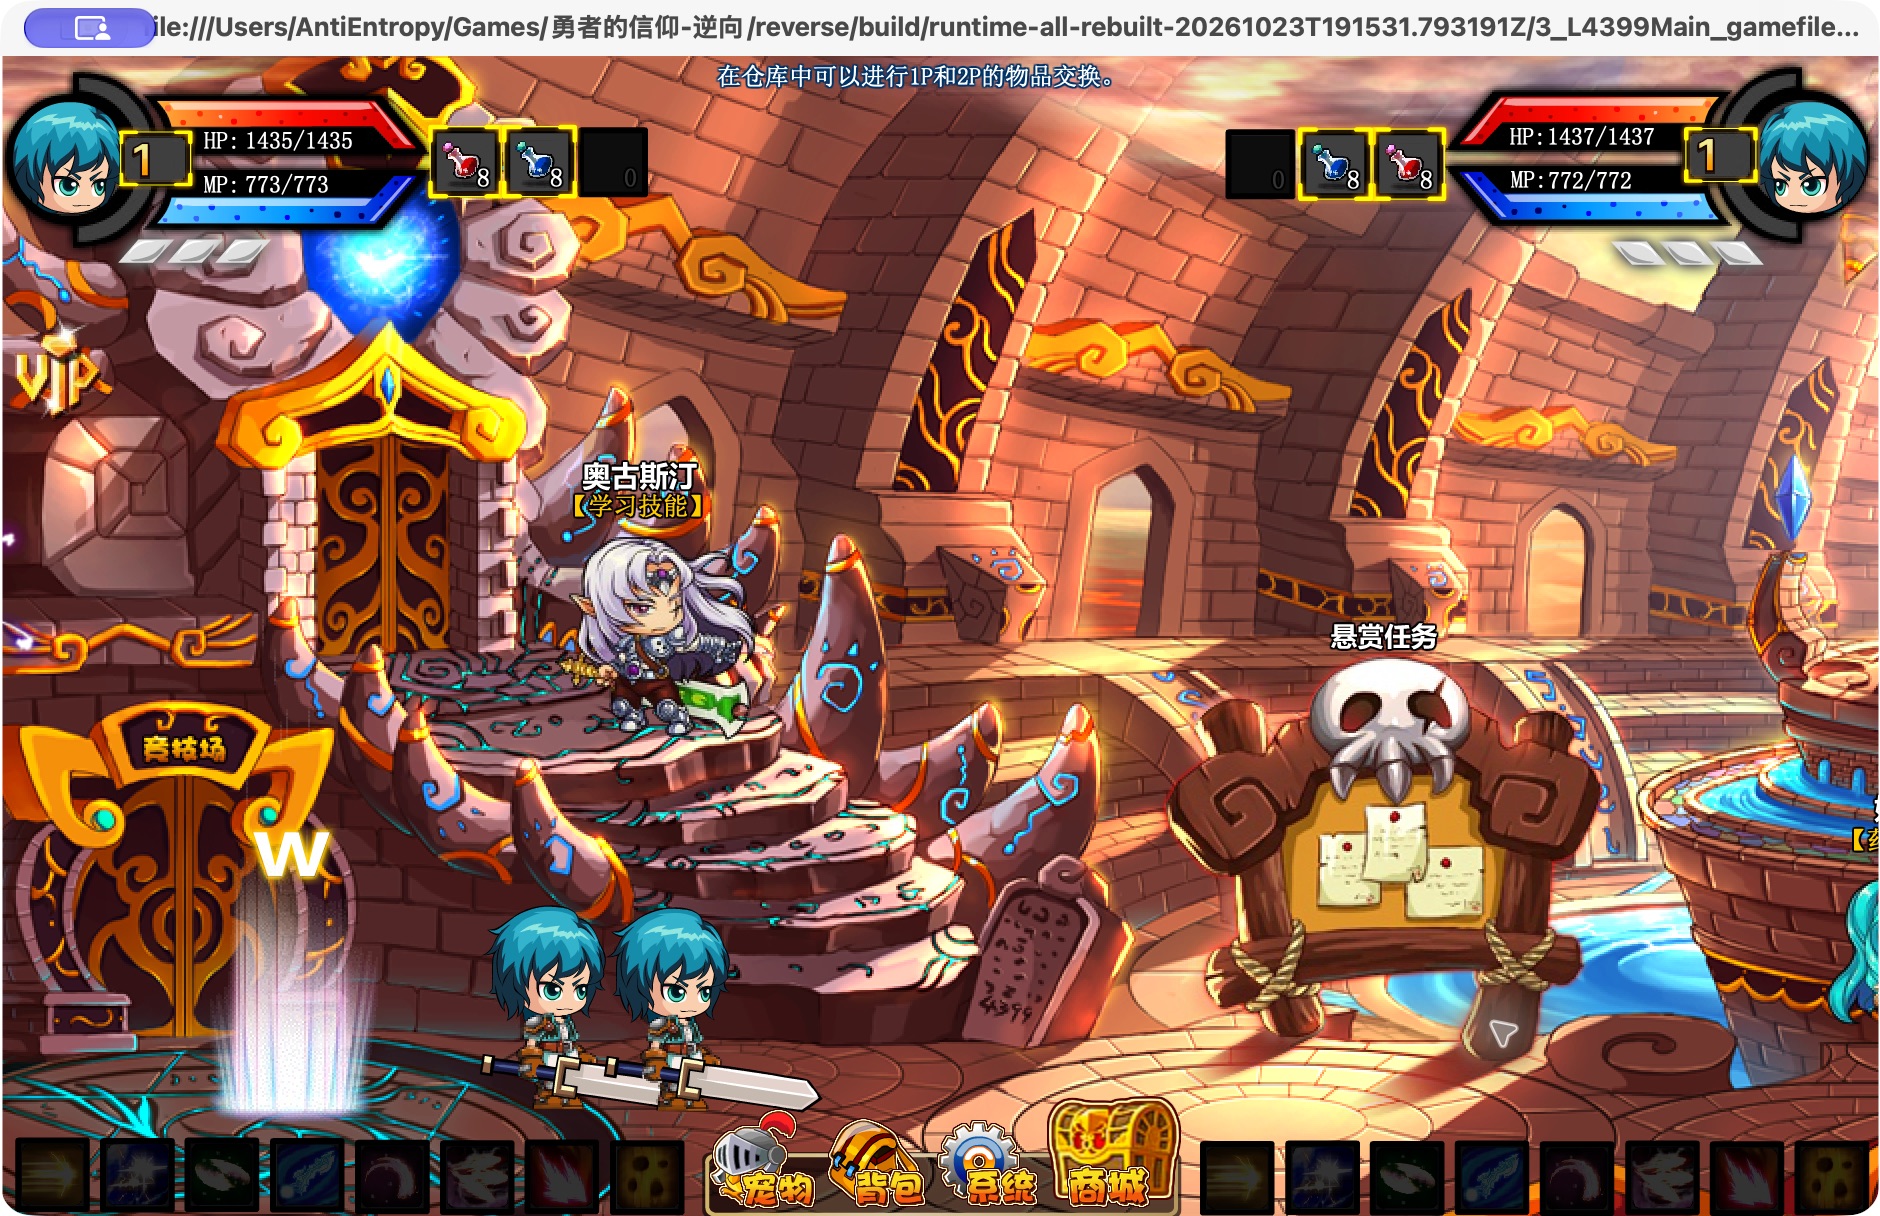 ile:///Users/AntiEntropy/Games/勇者的信仰-逆向/reverse/build/runtime-all-rebuilt-20261023T191531.793191Z/3_L4399Main_gamefile...
在仓库中可以进行1P和2P的物品交换。
1
HP: 1435/1435
MP: 773/773
8
8
0
0
8
8
HP:1437/1437
MP:772/772
1
VIP
奥古斯汀
【学习技能】
悬赏任务
竞技场
W
4399
宠物
背包
系统
商城